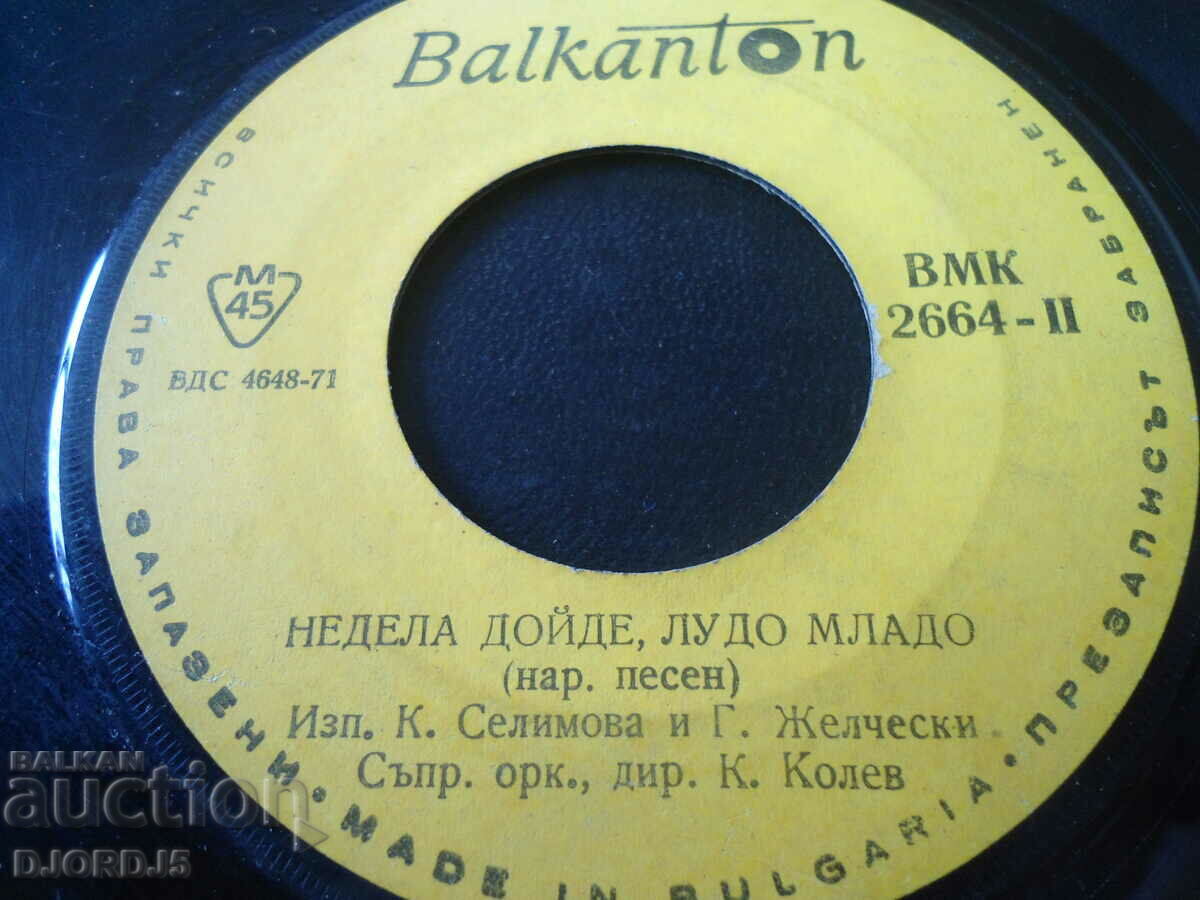 Balkanton
M
45
ВДС 4648-71
ВМК
2664-II
НЕДЕЛА ДОЙДЕ, ЛУДО МЛАДО
(нар. песен)
Изп. К. Селимова и Г. Желчески
Съпр. орк., дир. К. Колев
ВСИЧКИ ПРАВА ЗАПАЗЕНИ • MADE IN BULGARIA • ПРЕЗАПИСЪТ ЗАБРАНЕН
BALKAN
auction
DJORDJ5